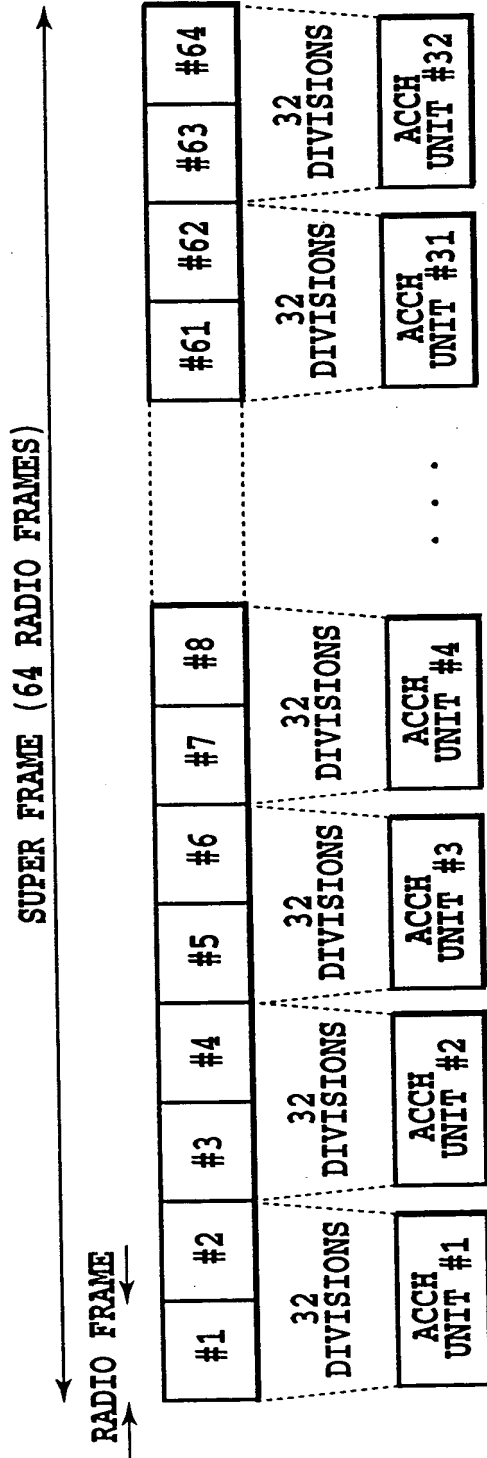 SUPER FRAME (64 RADIO FRAMES)
RADIO FRAME
#1
#2
#3
#4
#5
#6
#7
#8
#61
#62
#63
#64
32
DIVISIONS
32
DIVISIONS
32
DIVISIONS
32
DIVISIONS
32
DIVISIONS
32
DIVISIONS
ACCH
UNIT #1
ACCH
UNIT #2
ACCH
UNIT #3
ACCH
UNIT #4
. . .
ACCH
UNIT #31
ACCH
UNIT #32